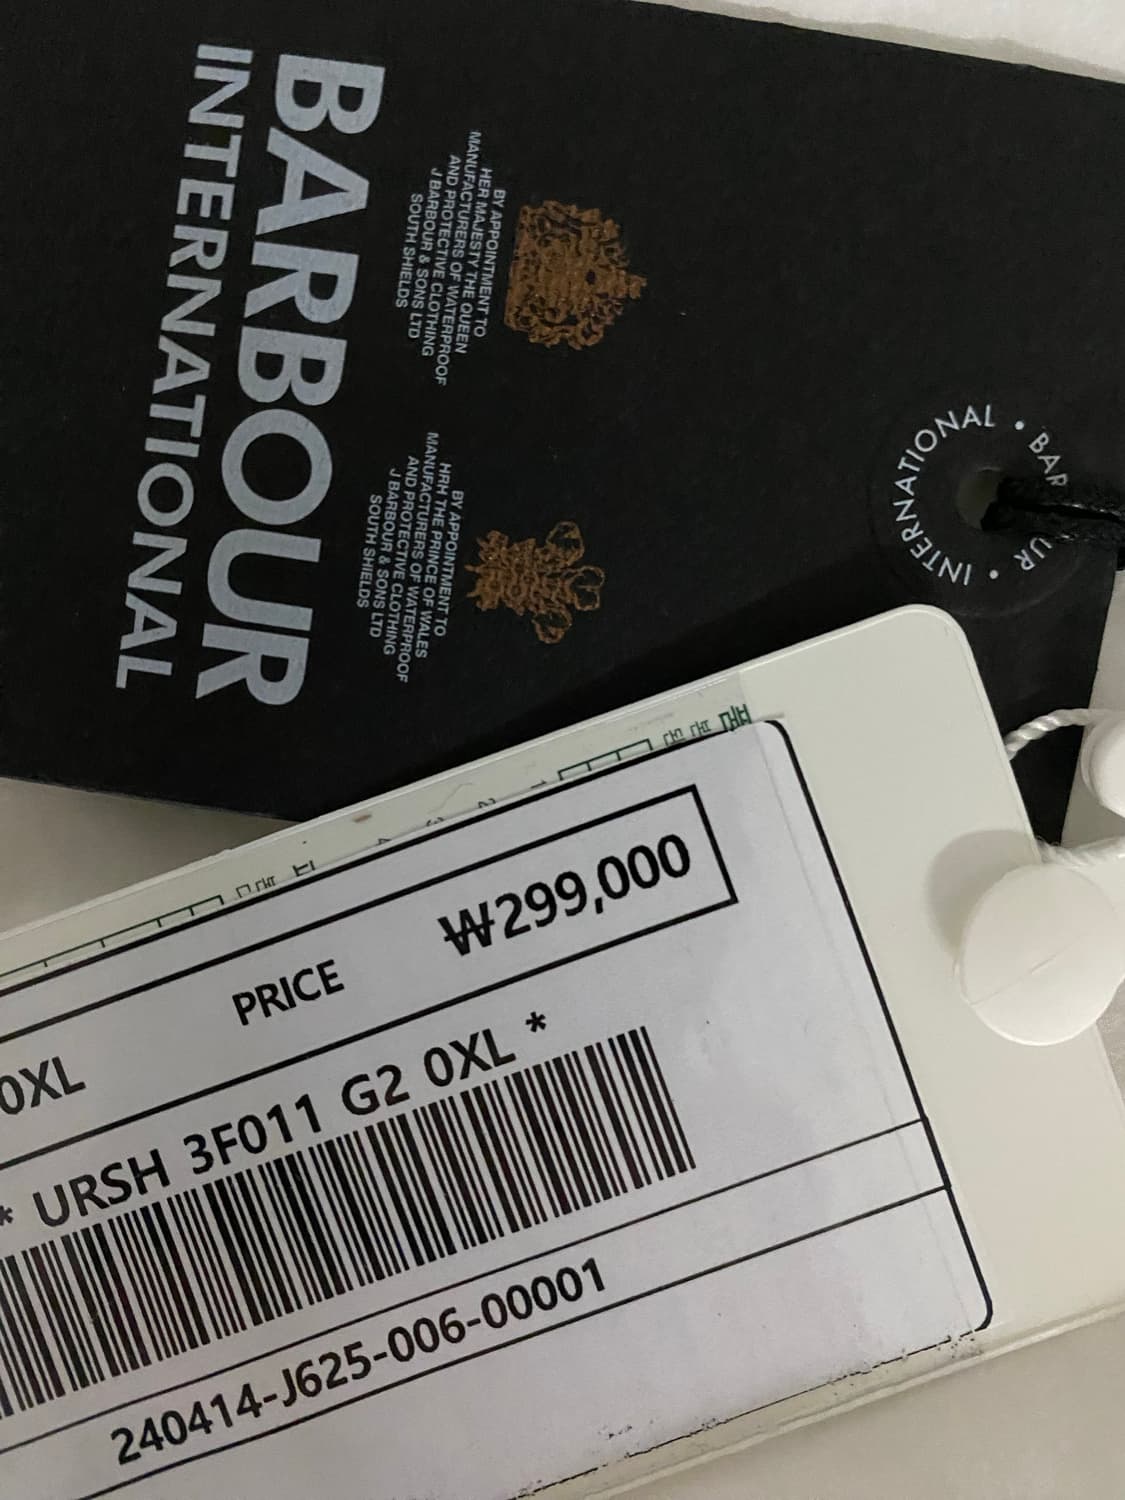 BARBOUR
INTERNATIONAL
BY APPOINTMENT TO
HER MAJESTY THE QUEEN
MANUFACTURERS OF WATERPROOF
AND PROTECTIVE CLOTHING
J BARBOUR & SONS LTD
SOUTH SHIELDS
BY APPOINTMENT TO
HRH THE PRINCE OF WALES
MANUFACTURERS OF WATERPROOF
AND PROTECTIVE CLOTHING
J BARBOUR & SONS LTD
SOUTH SHIELDS
INTERNATIONAL • BAR UR •
PRICE
₩299,000
0XL
* URSH 3F011 G2 0XL *
240414-J625-006-00001